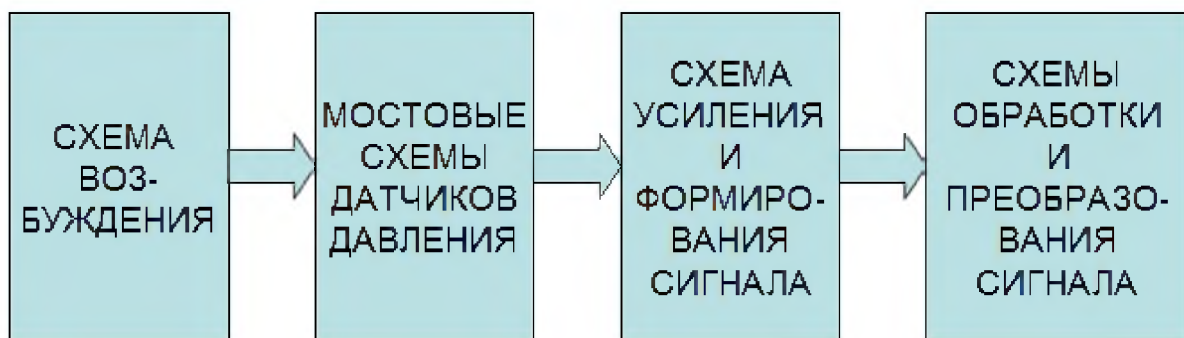 СХЕМА
ВОЗ-
БУЖДЕНИЯ
МОСТОВЫЕ
СХЕМЫ
ДАТЧИКОВ
ДАВЛЕНИЯ
СХЕМА
УСИЛЕНИЯ
И
ФОРМИРО-
ВАНИЯ
СИГНАЛА
СХЕМЫ
ОБРАБОТКИ
И
ПРЕОБРАЗО-
ВАНИЯ
СИГНАЛА